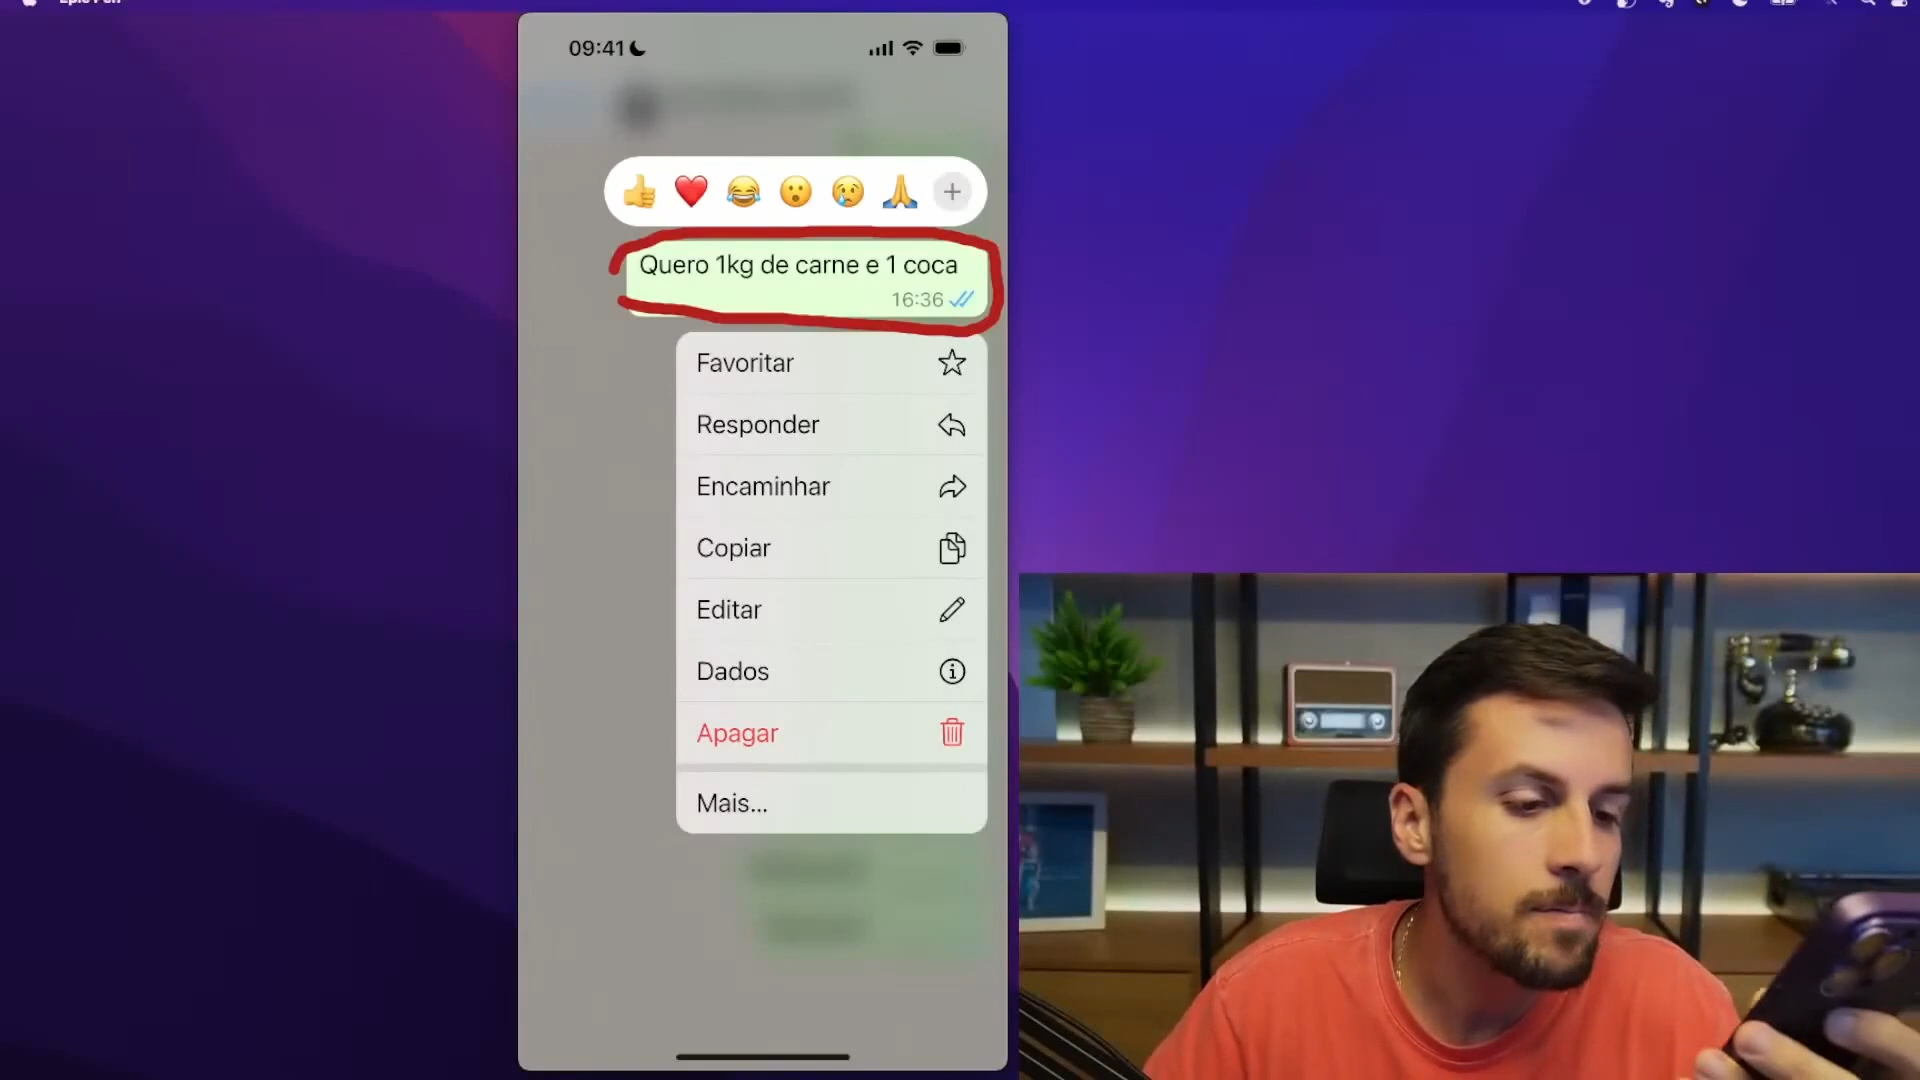 09:41
Quero 1kg de carne e 1 coca
16:36
Favoritar
Responder
Encaminhar
Copiar
Editar
Dados
Apagar
Mais...